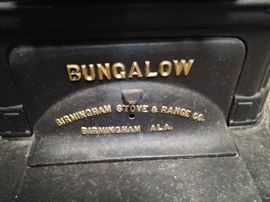 BUNGALOW
BIRMINGHAM STOVE & RANGE CO.
BIRMINGHAM ALA.